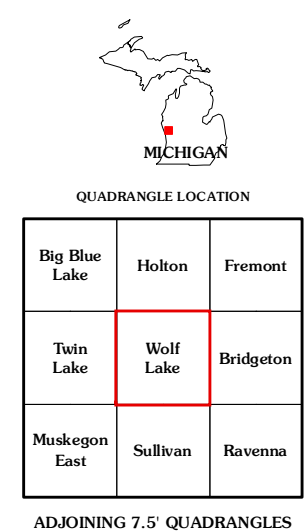 MICHIGAN
QUADRANGLE LOCATION
Big Blue
Lake
Holton
Fremont
Twin
Lake
Wolf
Lake
Bridgeton
Muskegon
East
Sullivan
Ravenna
ADJOINING 7.5' QUADRANGLES